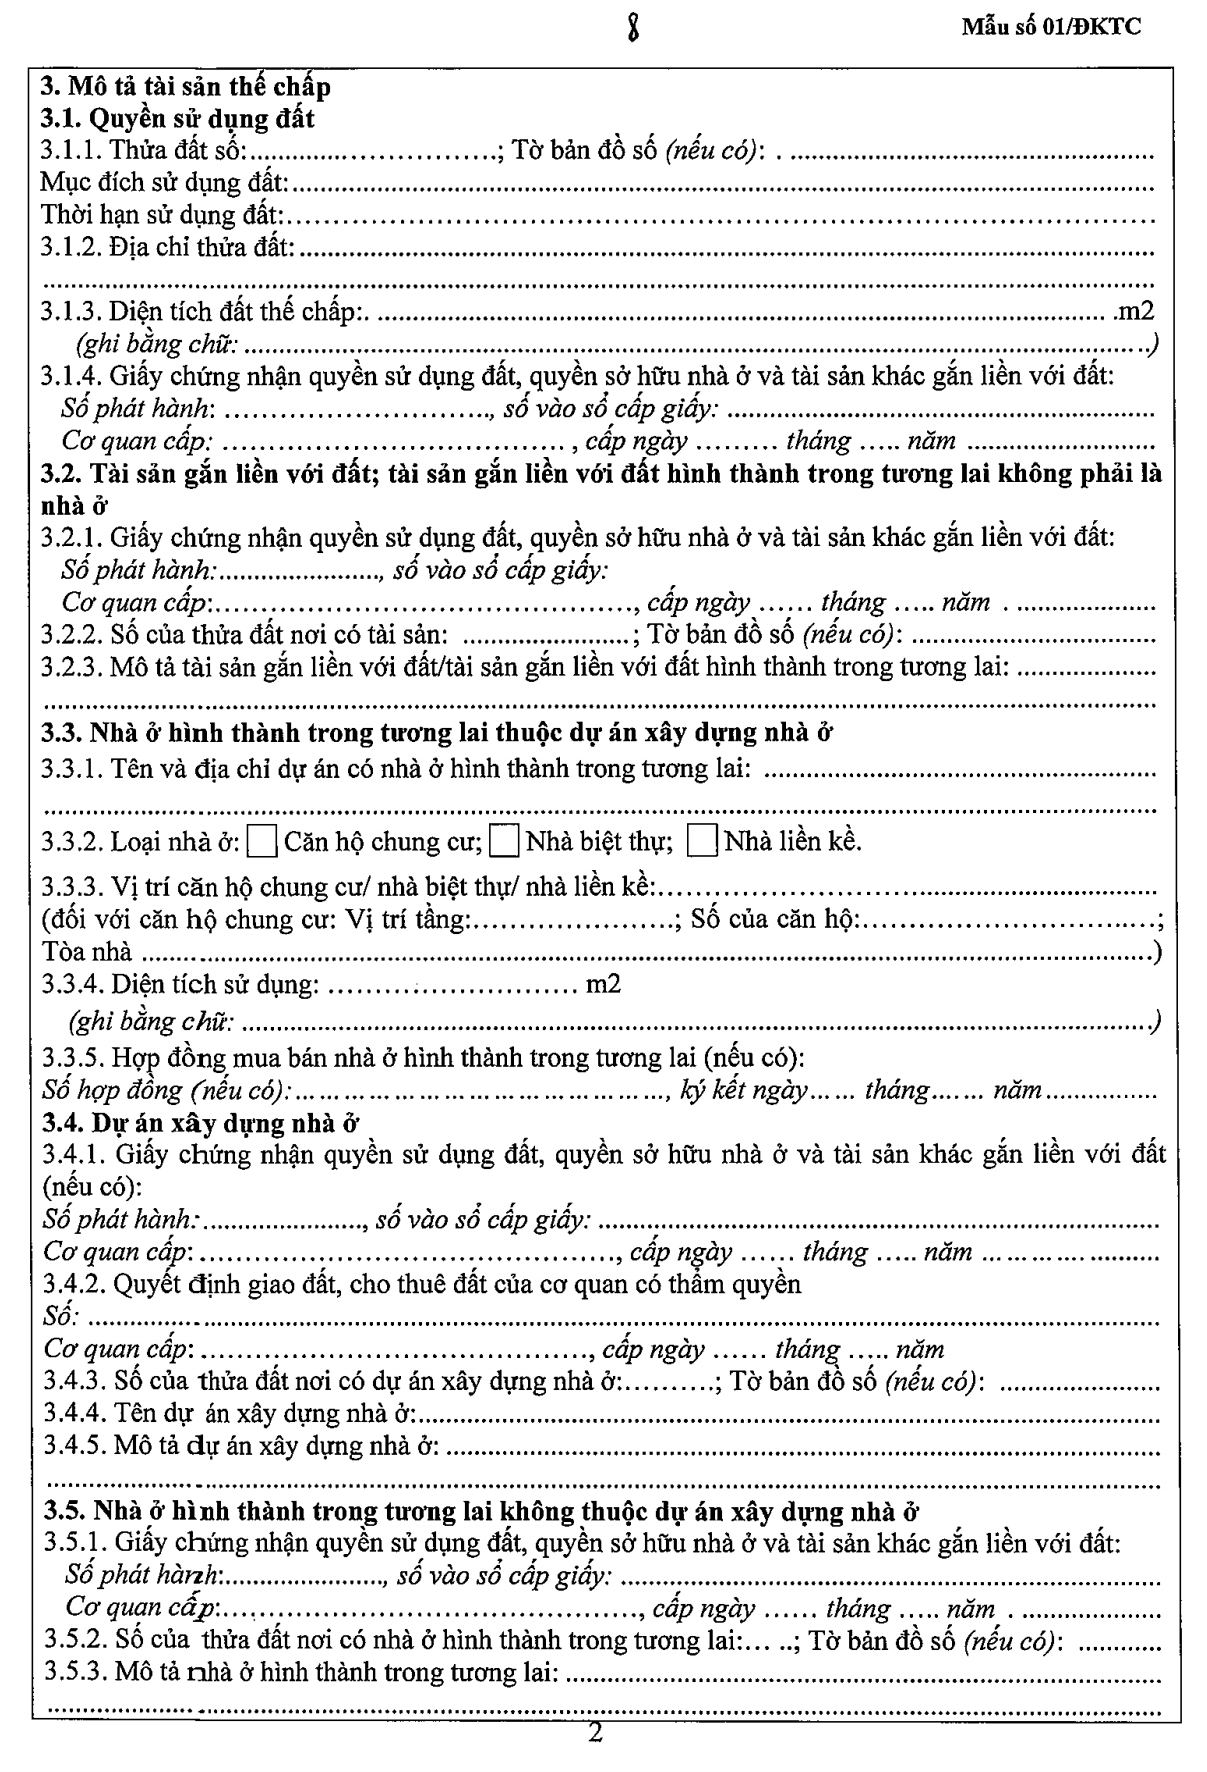 8
Mẫu số 01/ĐKTC
3. Mô tả tài sản thế chấp
3.1. Quyền sử dụng đất
3.1.1. Thửa đất số:..................................; Tờ bản đồ số (nếu có): . ....................................................
Mục đích sử dụng đất:.......................................................................................................
Thời hạn sử dụng đất:.......................................................................................................
3.1.2. Địa chỉ thửa đất:.......................................................................................................
.......................................................................................................
3.1.3. Diện tích đất thế chấp:. ....................................................................................... .m2
(ghi bằng chữ: .......................................................................................................)
3.1.4. Giấy chứng nhận quyền sử dụng đất, quyền sở hữu nhà ở và tài sản khác gắn liền với đất:
Số phát hành: ................................, số vào sổ cấp giấy: ....................................................
Cơ quan cấp: ........................................ , cấp ngày ......... tháng ..... năm ..........................
3.2. Tài sản gắn liền với đất; tài sản gắn liền với đất hình thành trong tương lai không phải là
nhà ở
3.2.1. Giấy chứng nhận quyền sử dụng đất, quyền sở hữu nhà ở và tài sản khác gắn liền với đất:
Số phát hành:......................., số vào sổ cấp giấy:
Cơ quan cấp:................................................, cấp ngày ...... tháng ..... năm . ...................
3.2.2. Số của thửa đất nơi có tài sản: ........................; Tờ bản đồ số (nếu có): ..................................
3.2.3. Mô tả tài sản gắn liền với đất/tài sản gắn liền với đất hình thành trong tương lai: ....................
.......................................................................................................
3.3. Nhà ở hình thành trong tương lai thuộc dự án xây dựng nhà ở
3.3.1. Tên và địa chỉ dự án có nhà ở hình thành trong tương lai: ....................................................
.......................................................................................................
3.3.2. Loại nhà ở: ☐ Căn hộ chung cư; ☐ Nhà biệt thự; ☐ Nhà liền kề.
3.3.3. Vị trí căn hộ chung cư/ nhà biệt thự/ nhà liền kề:..............................................................
(đối với căn hộ chung cư: Vị trí tầng:........................; Số của căn hộ:..................................;
Tòa nhà .......................................................................................................)
3.3.4. Diện tích sử dụng: .............................. m2
(ghi bằng chữ: .......................................................................................................)
3.3.5. Hợp đồng mua bán nhà ở hình thành trong tương lai (nếu có):
Số hợp đồng (nếu có):............................................, ký kết ngày...... tháng....... năm................
3.4. Dự án xây dựng nhà ở
3.4.1. Giấy chứng nhận quyền sử dụng đất, quyền sở hữu nhà ở và tài sản khác gắn liền với đất
(nếu có):
Số phát hành:......................., số vào sổ cấp giấy: ..............................................................
Cơ quan cấp: ................................................, cấp ngày ...... tháng ..... năm ......................
3.4.2. Quyết định giao đất, cho thuê đất của cơ quan có thẩm quyền
Số: .......................................................................................................
Cơ quan cấp: ............................................, cấp ngày ...... tháng ..... năm
3.4.3. Số của thửa đất nơi có dự án xây dựng nhà ở:..........; Tờ bản đồ số (nếu có): ......................
3.4.4. Tên dự án xây dựng nhà ở:.......................................................................................
3.4.5. Mô tả dự án xây dựng nhà ở: .......................................................................................
.......................................................................................................
3.5. Nhà ở hình thành trong tương lai không thuộc dự án xây dựng nhà ở
3.5.1. Giấy chứng nhận quyền sử dụng đất, quyền sở hữu nhà ở và tài sản khác gắn liền với đất:
Số phát hành:......................., số vào sổ cấp giấy: ..............................................................
Cơ quan cấp:................................................, cấp ngày ...... tháng ..... năm . ...................
3.5.2. Số của thửa đất nơi có nhà ở hình thành trong tương lai:.... ..; Tờ bản đồ số (nếu có): ............
3.5.3. Mô tả nhà ở hình thành trong tương lai: ..............................................................
.......................................................................................................
2